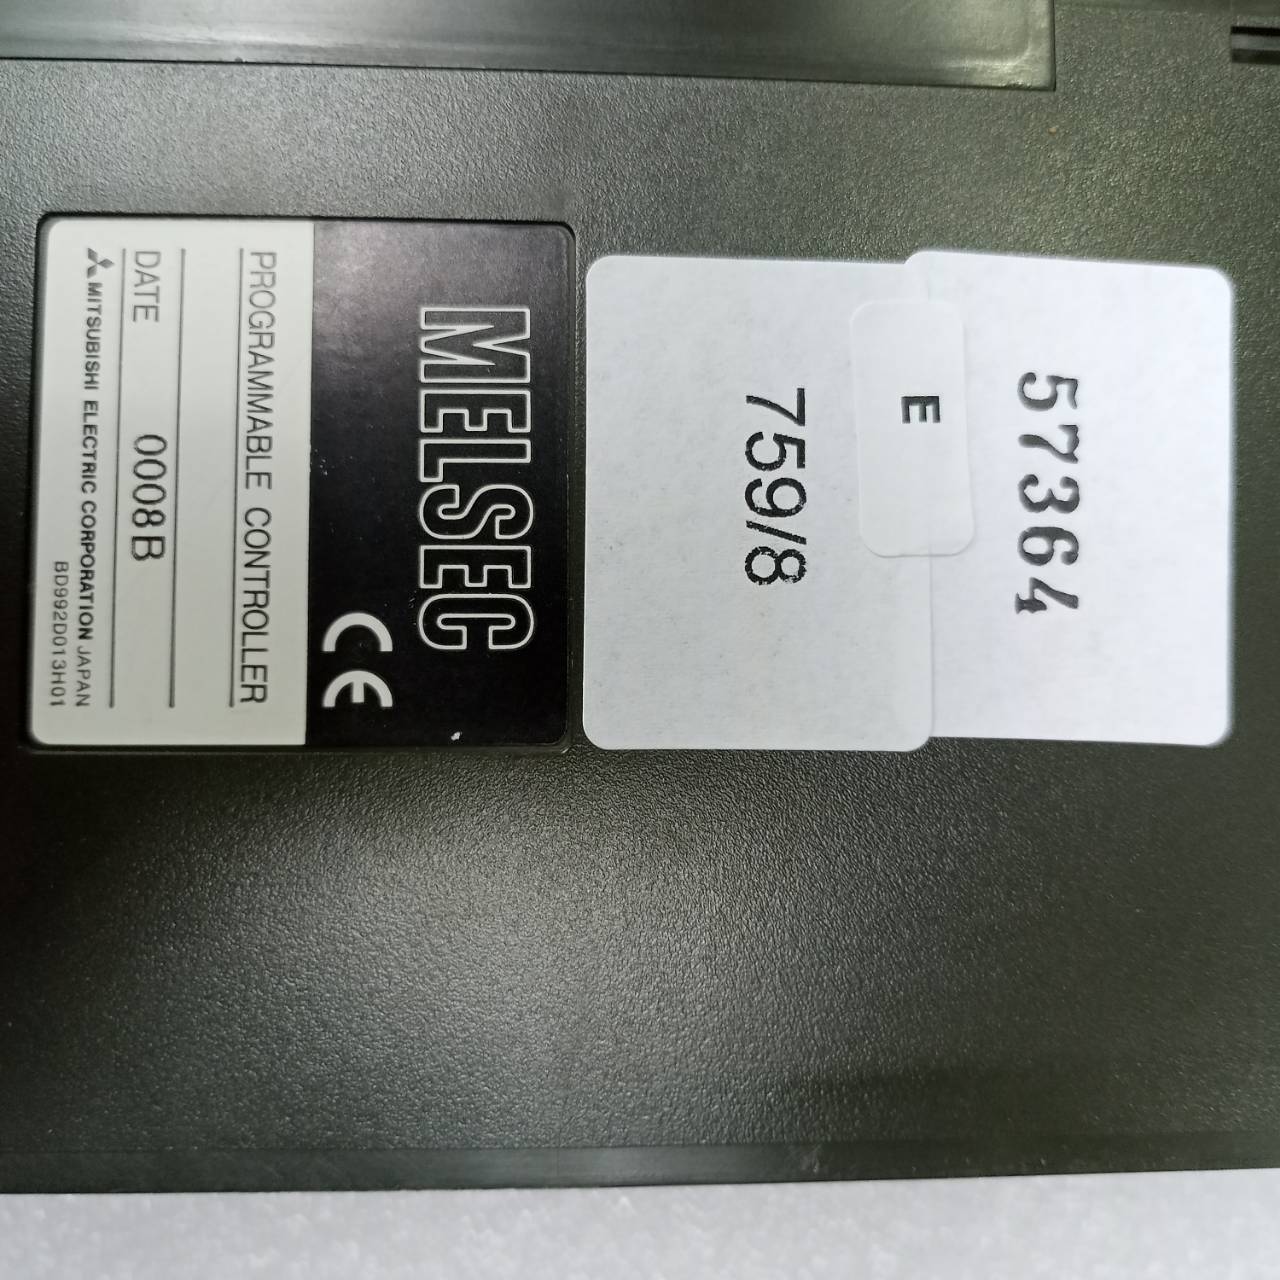 57364
E
759/8
MELSEC
CE
PROGRAMMABLE CONTROLLER
DATE 0008B
MITSUBISHI ELECTRIC CORPORATION JAPAN
BD992D013H01